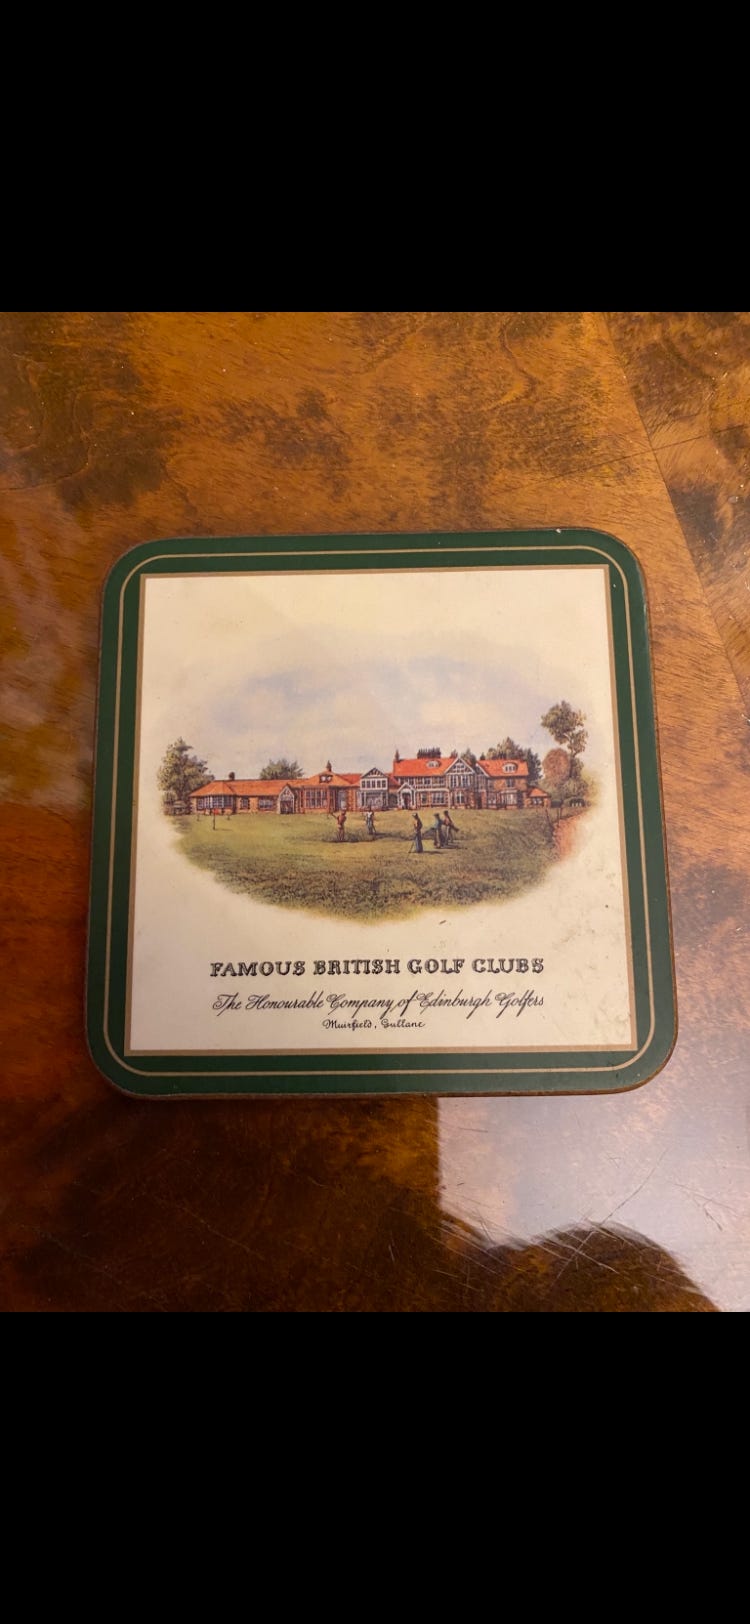 FAMOUS BRITISH GOLF CLUBS
The Honourable Company of Edinburgh Golfers
Muirfield, Gullane